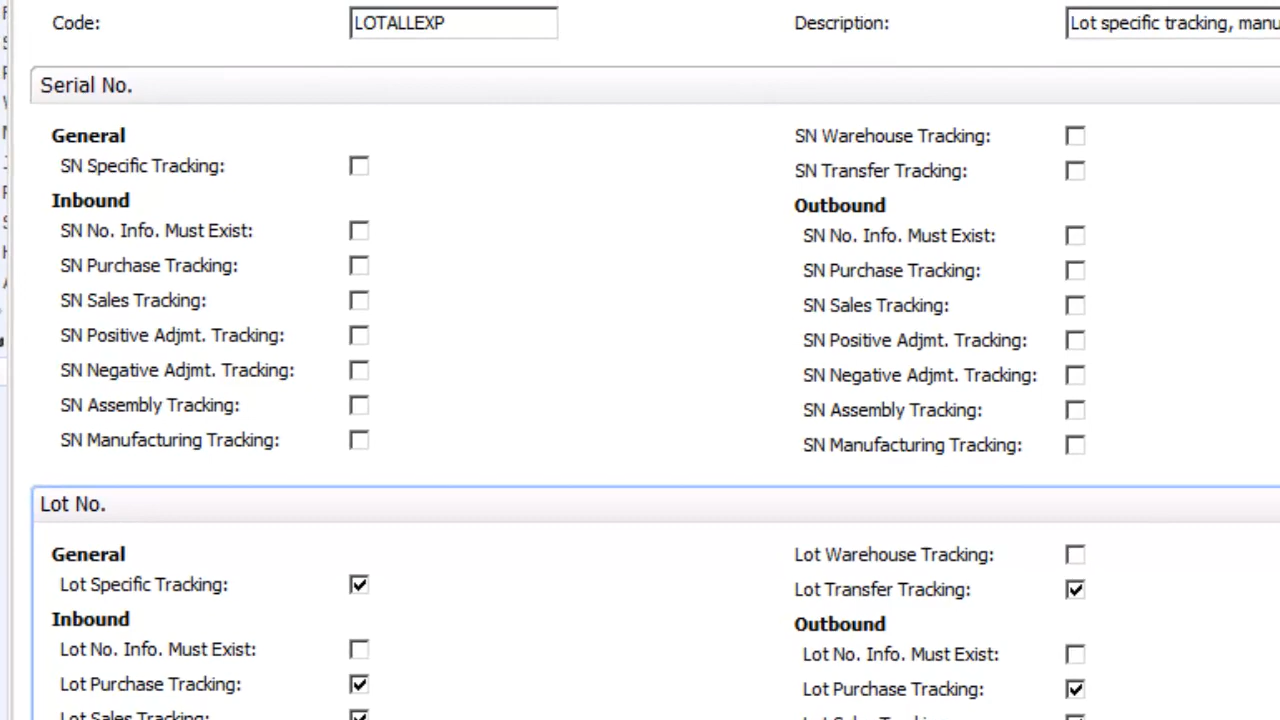 Code: LOTALLEXP Description: Lot specific tracking, manu
Serial No.
General
SN Specific Tracking:
Inbound
SN No. Info. Must Exist:
SN Purchase Tracking:
SN Sales Tracking:
SN Positive Adjmt. Tracking:
SN Negative Adjmt. Tracking:
SN Assembly Tracking:
SN Manufacturing Tracking:
SN Warehouse Tracking:
SN Transfer Tracking:
Outbound
SN No. Info. Must Exist:
SN Purchase Tracking:
SN Sales Tracking:
SN Positive Adjmt. Tracking:
SN Negative Adjmt. Tracking:
SN Assembly Tracking:
SN Manufacturing Tracking:
Lot No.
General
Lot Specific Tracking:
Inbound
Lot No. Info. Must Exist:
Lot Purchase Tracking:
Lot Sales Tracking:
Lot Warehouse Tracking:
Lot Transfer Tracking:
Outbound
Lot No. Info. Must Exist:
Lot Purchase Tracking: